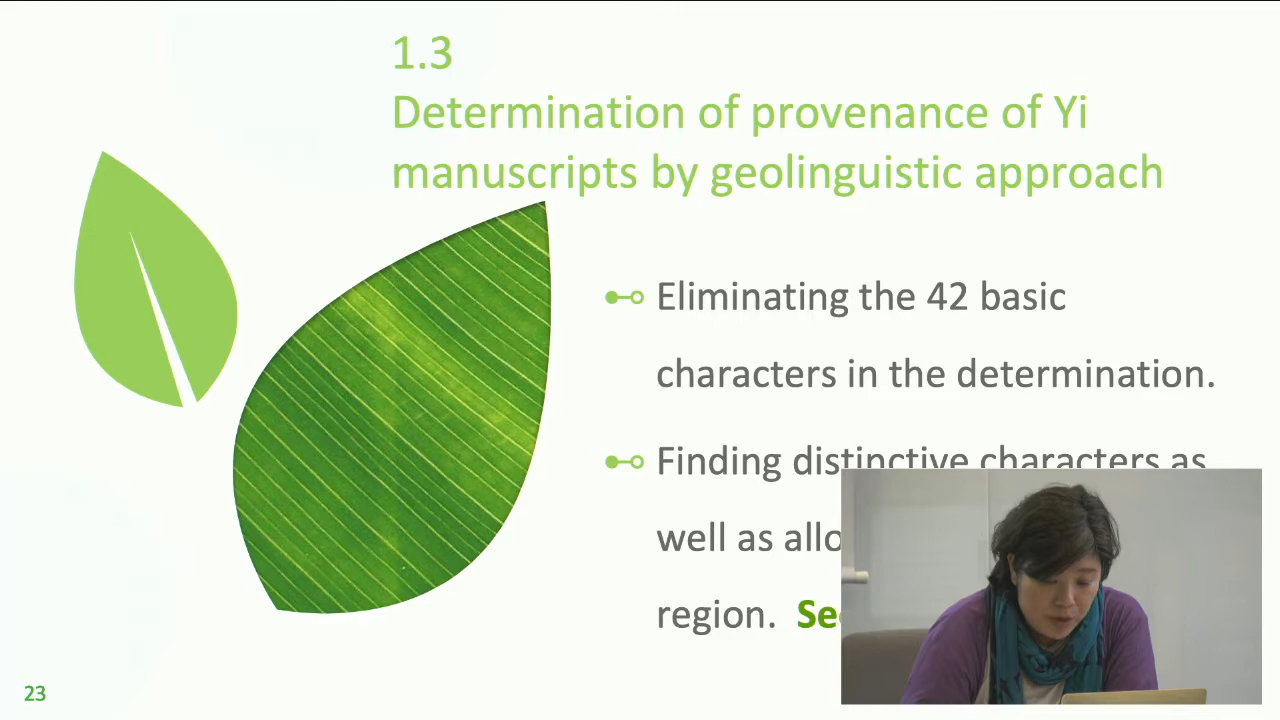 1.3
Determination of provenance of Yi
manuscripts by geolinguistic approach
Eliminating the 42 basic
characters in the determination.
Finding distinctive characters as
well as
region.
23